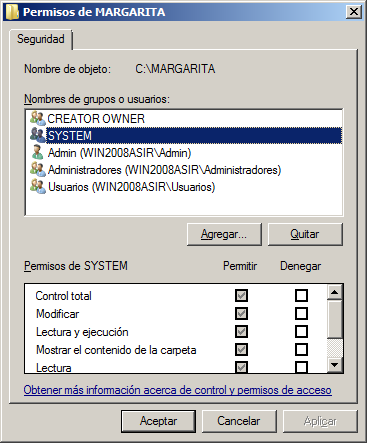 Permisos de MARGARITA
Seguridad
Nombre de objeto: C:\MARGARITA
Nombres de grupos o usuarios:
CREATOR OWNER
SYSTEM
Admin (WIN2008ASIR\Admin)
Administradores (WIN2008ASIR\Administradores)
Usuarios (WIN2008ASIR\Usuarios)
Agregar... Quitar
Permisos de SYSTEM Permitir Denegar
Control total
Modificar
Lectura y ejecución
Mostrar el contenido de la carpeta
Lectura
Obtener más información acerca de control y permisos de acceso
Aceptar Cancelar Aplicar